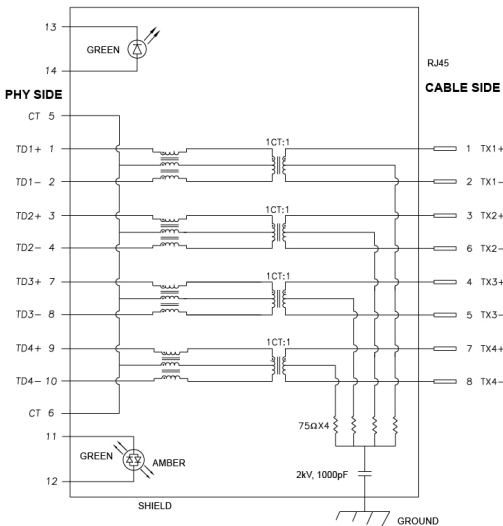 13
GREEN
14
RJ45
PHY SIDE
CABLE SIDE
CT 5
1CT:1
TD1+ 1
1 TX1+
TD1- 2
2 TX1-
1CT:1
TD2+ 3
3 TX2+
TD2- 4
6 TX2-
1CT:1
TD3+ 7
4 TX3+
TD3- 8
5 TX3-
1CT:1
TD4+ 9
7 TX4+
TD4- 10
8 TX4-
CT 6
75ΩX4
11
GREEN
AMBER
2kV, 1000pF
12
SHIELD
GROUND